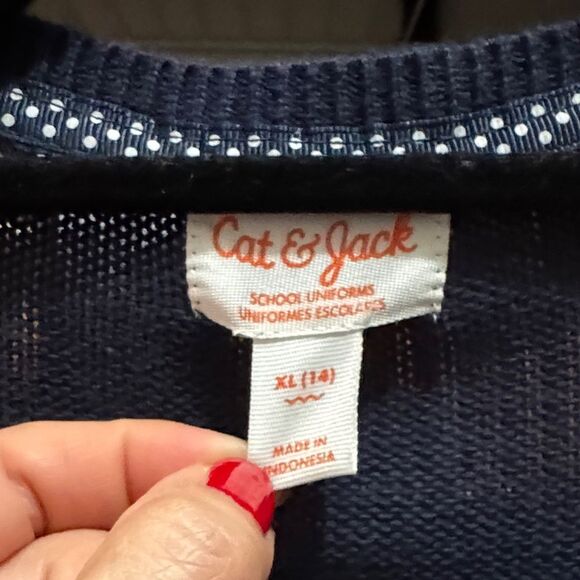 Cat & Jack
SCHOOL UNIFORMS
UNIFORMES ESCOLARES
XL (14)
MADE IN
INDONESIA